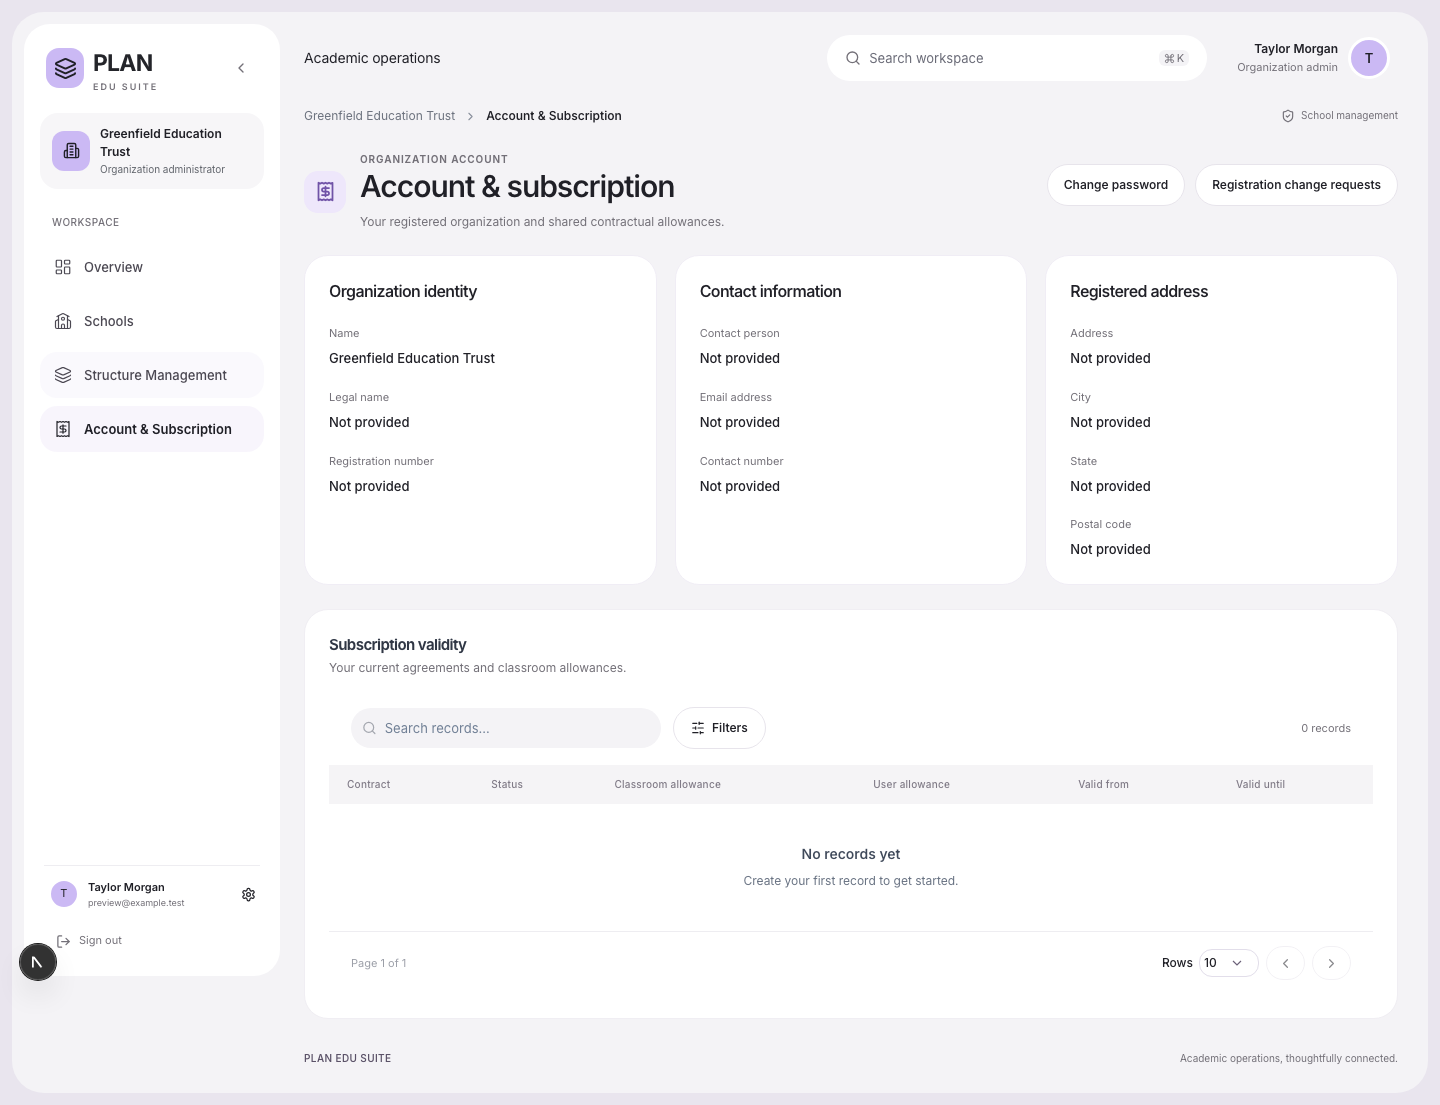 PLAN
EDU SUITE
Greenfield Education
Trust
Organization administrator
WORKSPACE
Overview
Schools
Structure Management
Account & Subscription
T
Taylor Morgan
preview@example.test
Sign out
Academic operations
Search workspace
⌘K
Taylor Morgan
Organization admin
T
Greenfield Education Trust
Account & Subscription
School management
ORGANIZATION ACCOUNT
Account & subscription
Your registered organization and shared contractual allowances.
Change password
Registration change requests
Organization identity
Name
Greenfield Education Trust
Legal name
Not provided
Registration number
Not provided
Contact information
Contact person
Not provided
Email address
Not provided
Contact number
Not provided
Registered address
Address
Not provided
City
Not provided
State
Not provided
Postal code
Not provided
Subscription validity
Your current agreements and classroom allowances.
Search records...
Filters
0 records
Contract Status Classroom allowance User allowance Valid from Valid until
No records yet
Create your first record to get started.
Page 1 of 1
Rows 10
PLAN EDU SUITE
Academic operations, thoughtfully connected.